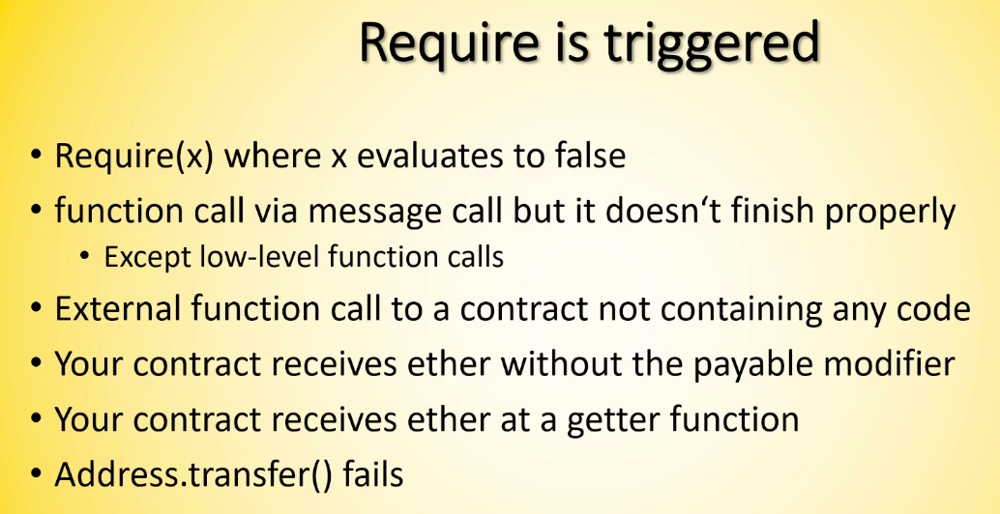 Require is triggered
• Require(x) where x evaluates to false
• function call via message call but it doesn‘t finish properly
• Except low-level function calls
• External function call to a contract not containing any code
• Your contract receives ether without the payable modifier
• Your contract receives ether at a getter function
• Address.transfer() fails